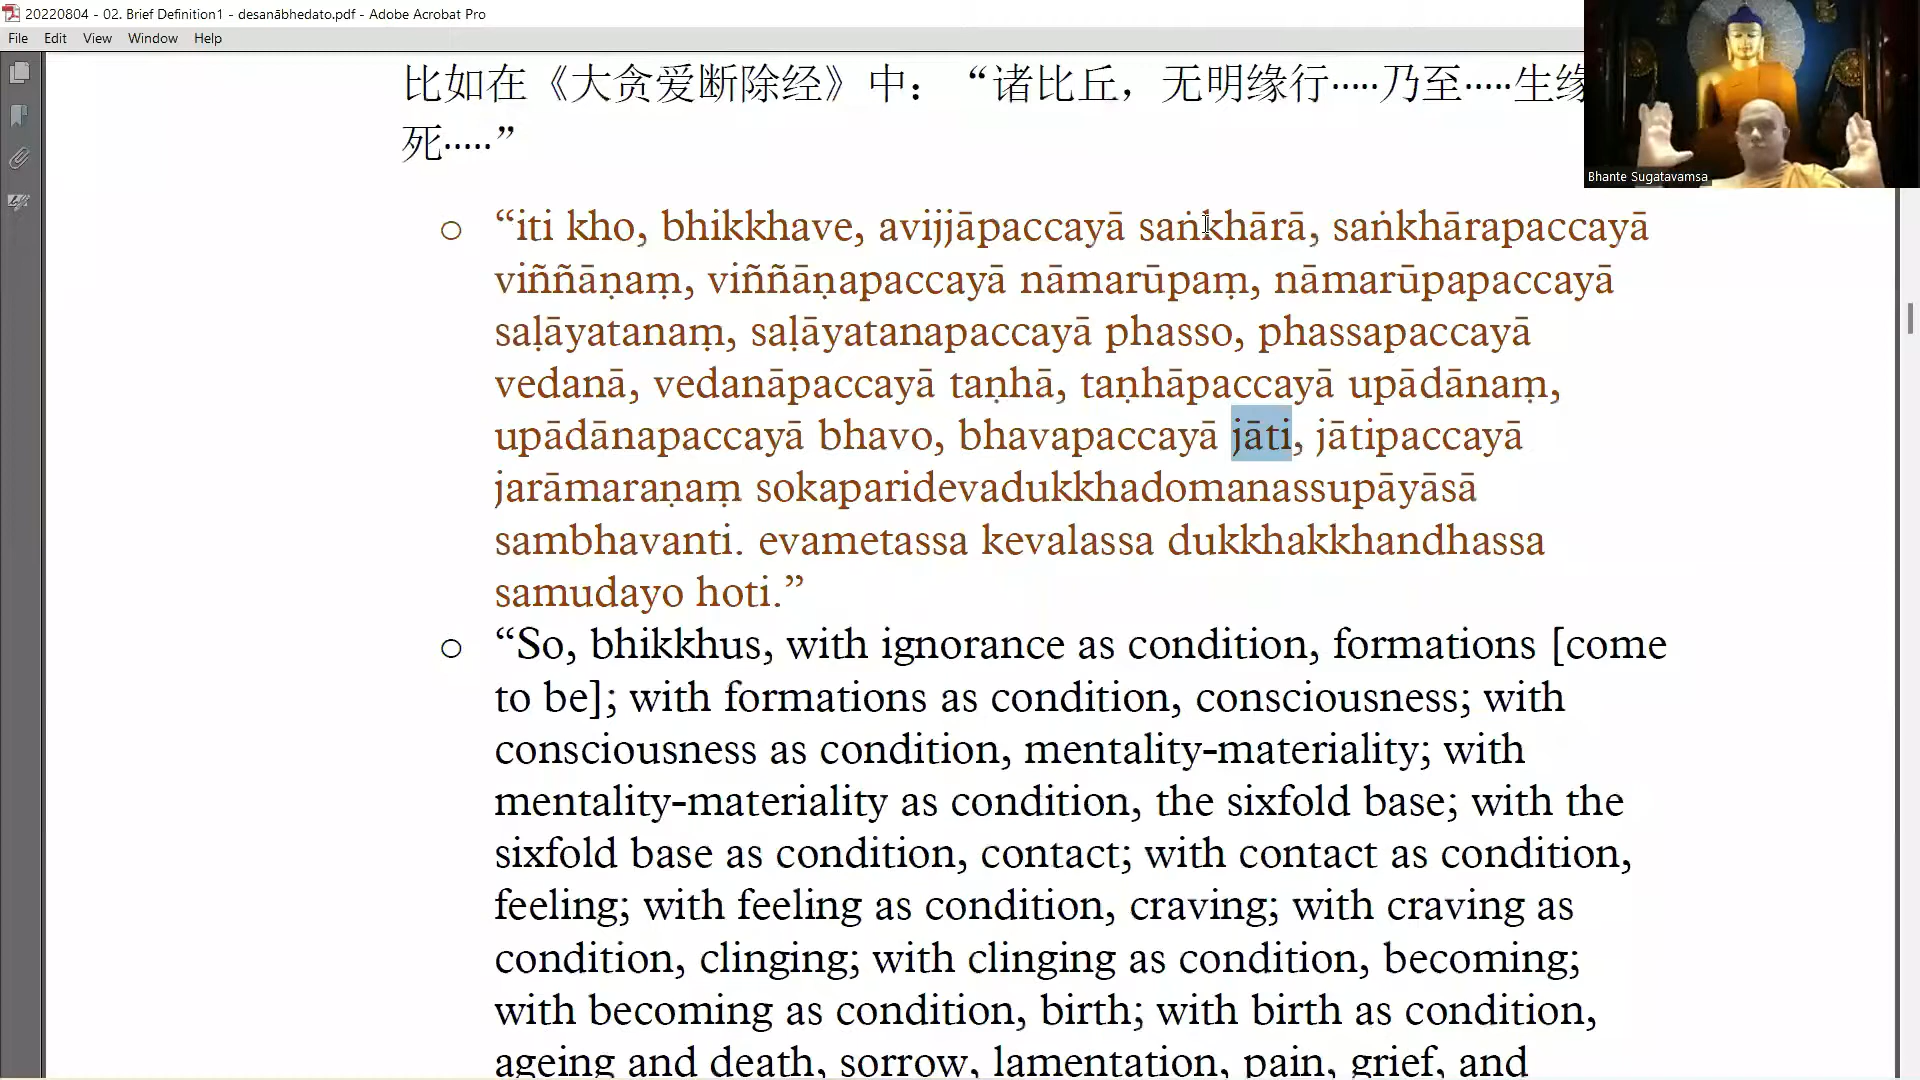 20220804 - 02. Brief Definition1 - desanābhedato.pdf - Adobe Acrobat Pro
File Edit View Window Help
比如在《大贪爱断除经》中：“诸比丘，无明缘行·····乃至·····生缘
死·····”
Bhante Sugatavamsa
○ “iti kho, bhikkhave, avijjāpaccayā saṅkhārā, saṅkhārapaccayā
viññāṇaṃ, viññāṇapaccayā nāmarūpaṃ, nāmarūpapaccayā
saḷāyatanaṃ, saḷāyatanapaccayā phasso, phassapaccayā
vedanā, vedanāpaccayā taṇhā, taṇhāpaccayā upādānaṃ,
upādānapaccayā bhavo, bhavapaccayā jāti, jātipaccayā
jarāmaraṇaṃ sokaparidevadukkhadomanassupāyāsā
sambhavanti. evametassa kevalassa dukkhakkhandhassa
samudayo hoti.”
○ “So, bhikkhus, with ignorance as condition, formations [come
to be]; with formations as condition, consciousness; with
consciousness as condition, mentality-materiality; with
mentality-materiality as condition, the sixfold base; with the
sixfold base as condition, contact; with contact as condition,
feeling; with feeling as condition, craving; with craving as
condition, clinging; with clinging as condition, becoming;
with becoming as condition, birth; with birth as condition,
ageing and death, sorrow, lamentation, pain, grief, and